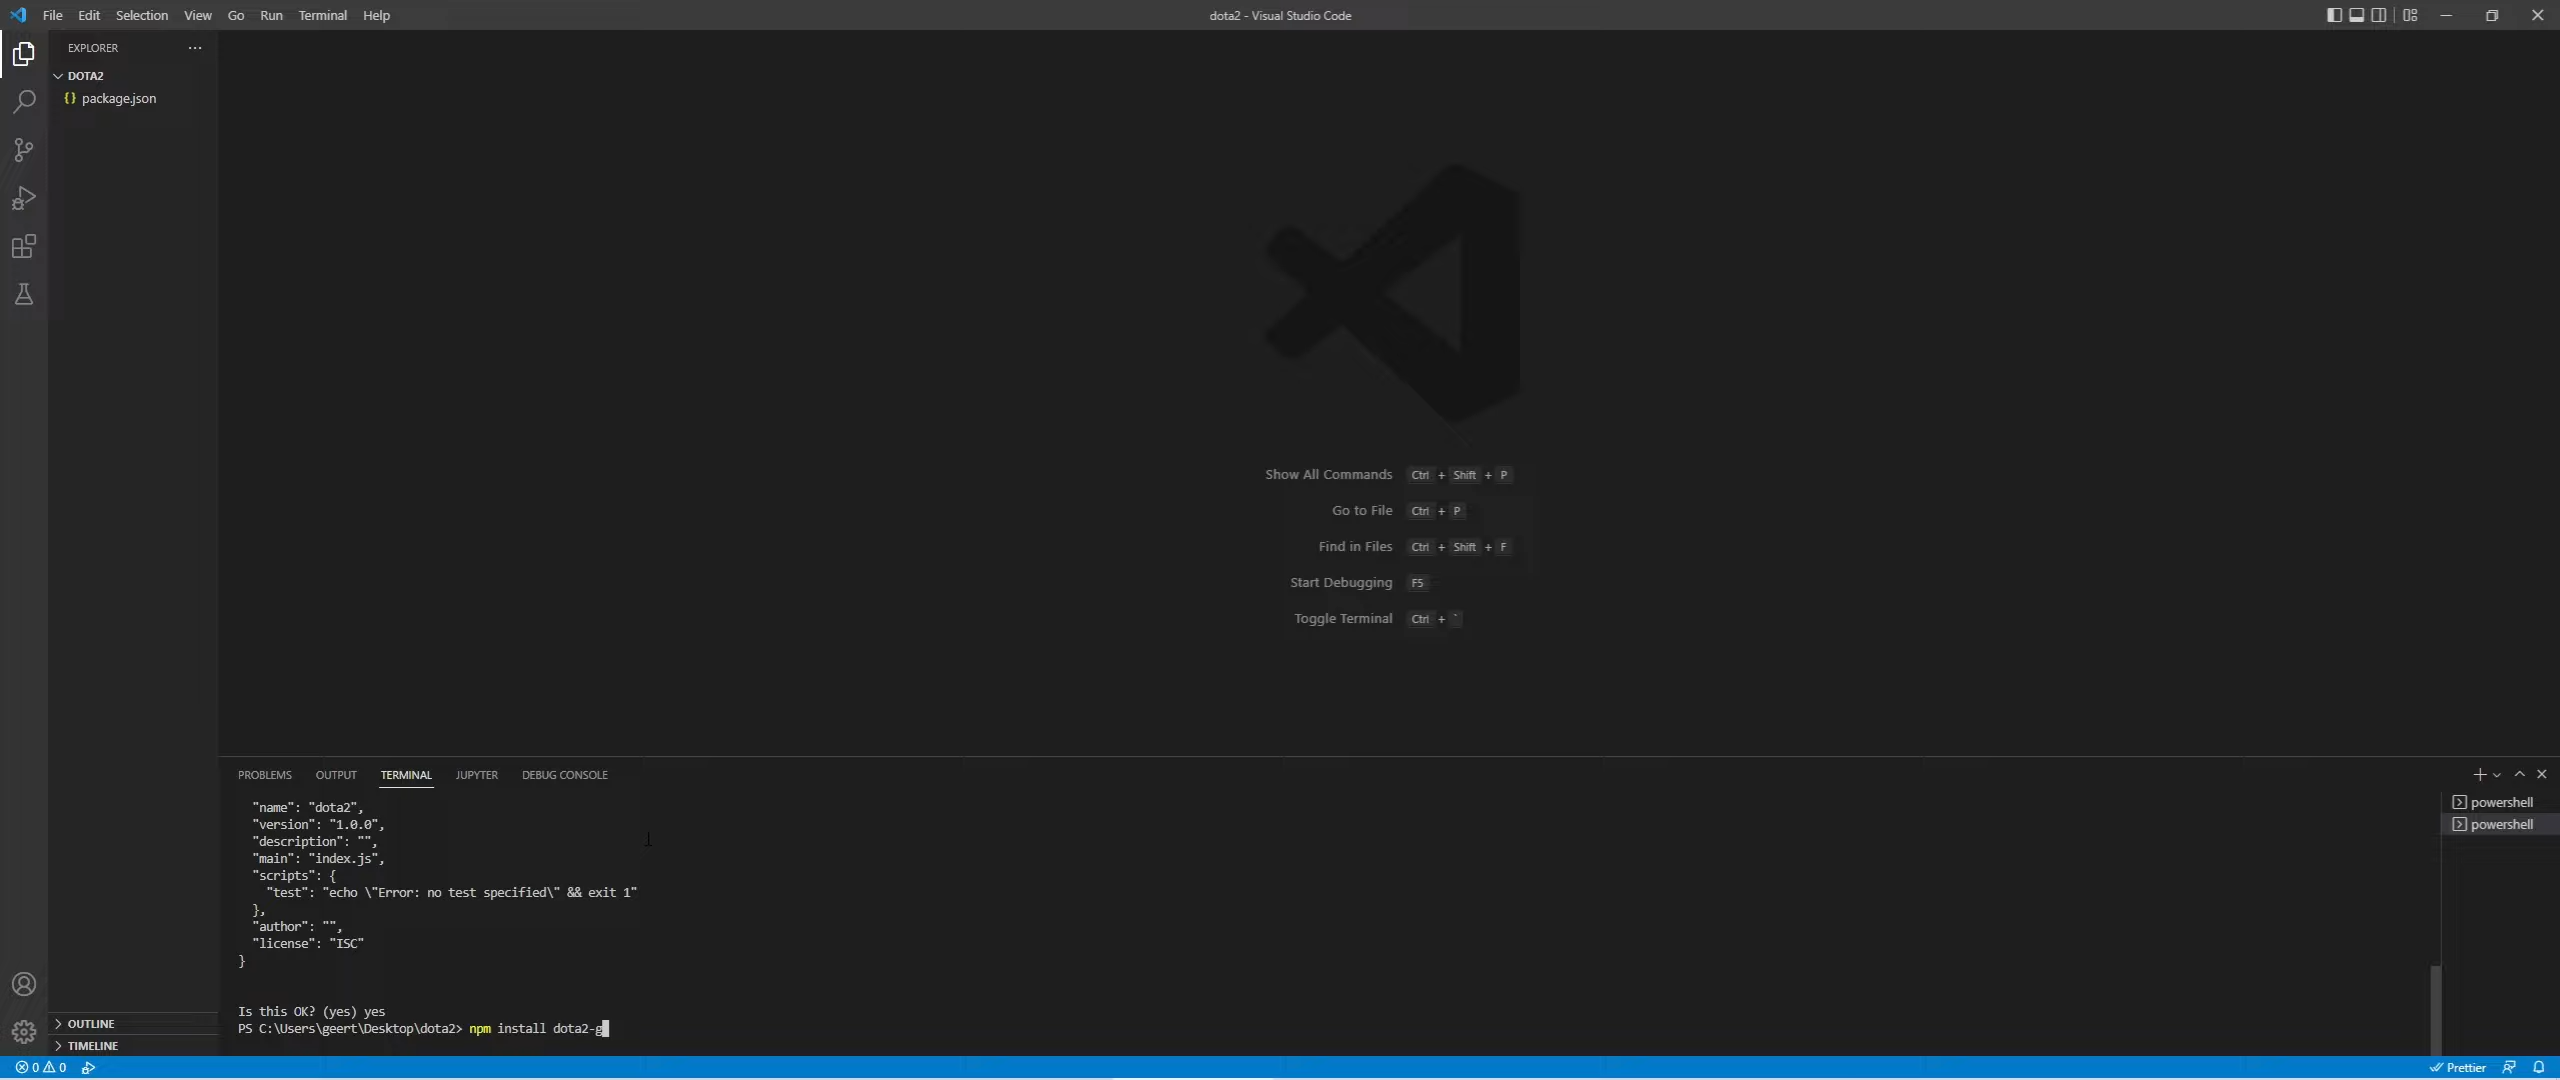 File Edit Selection View Go Run Terminal Help
dota2 - Visual Studio Code
EXPLORER
DOTA2
{} package.json
Show All Commands Ctrl + Shift + P
Go to File Ctrl + P
Find in Files Ctrl + Shift + F
Start Debugging F5
Toggle Terminal Ctrl + `
PROBLEMS OUTPUT TERMINAL JUPYTER DEBUG CONSOLE
"name": "dota2",
"version": "1.0.0",
"description": "",
"main": "index.js",
"scripts": {
"test": "echo \"Error: no test specified\" && exit 1"
},
"author": "",
"license": "ISC"
}
Is this OK? (yes) yes
PS C:\Users\geert\Desktop\dota2> npm install dota2-g
powershell
powershell
OUTLINE
TIMELINE
0 0
Prettier